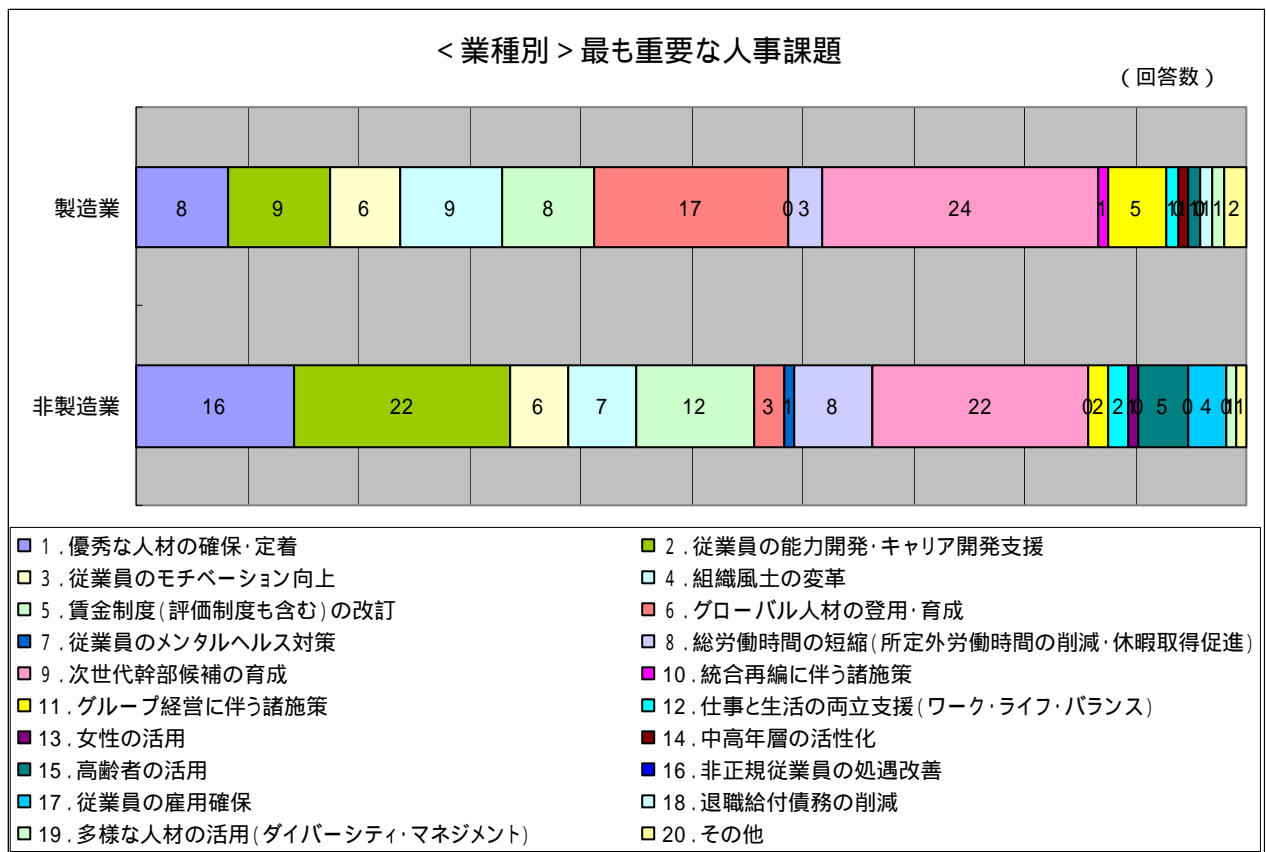 <業種別>最も重要な人事課題
(回答数)
製造業
8 9 6 9 8 17 0 3 24 1 5 1 0 1 1 0 0 1 1 2
非製造業
16 22 6 7 12 3 1 8 22 0 2 2 1 0 5 0 4 0 1 1
1.優秀な人材の確保・定着
2.従業員の能力開発・キャリア開発支援
3.従業員のモチベーション向上
4.組織風土の変革
5.賃金制度(評価制度も含む)の改訂
6.グローバル人材の登用・育成
7.従業員のメンタルヘルス対策
8.総労働時間の短縮(所定外労働時間の削減・休暇取得促進)
9.次世代幹部候補の育成
10.統合再編に伴う諸施策
11.グループ経営に伴う諸施策
12.仕事と生活の両立支援(ワーク・ライフ・バランス)
13.女性の活用
14.中高年層の活性化
15.高齢者の活用
16.非正規従業員の処遇改善
17.従業員の雇用確保
18.退職給付債務の削減
19.多様な人材の活用(ダイバーシティ・マネジメント)
20.その他